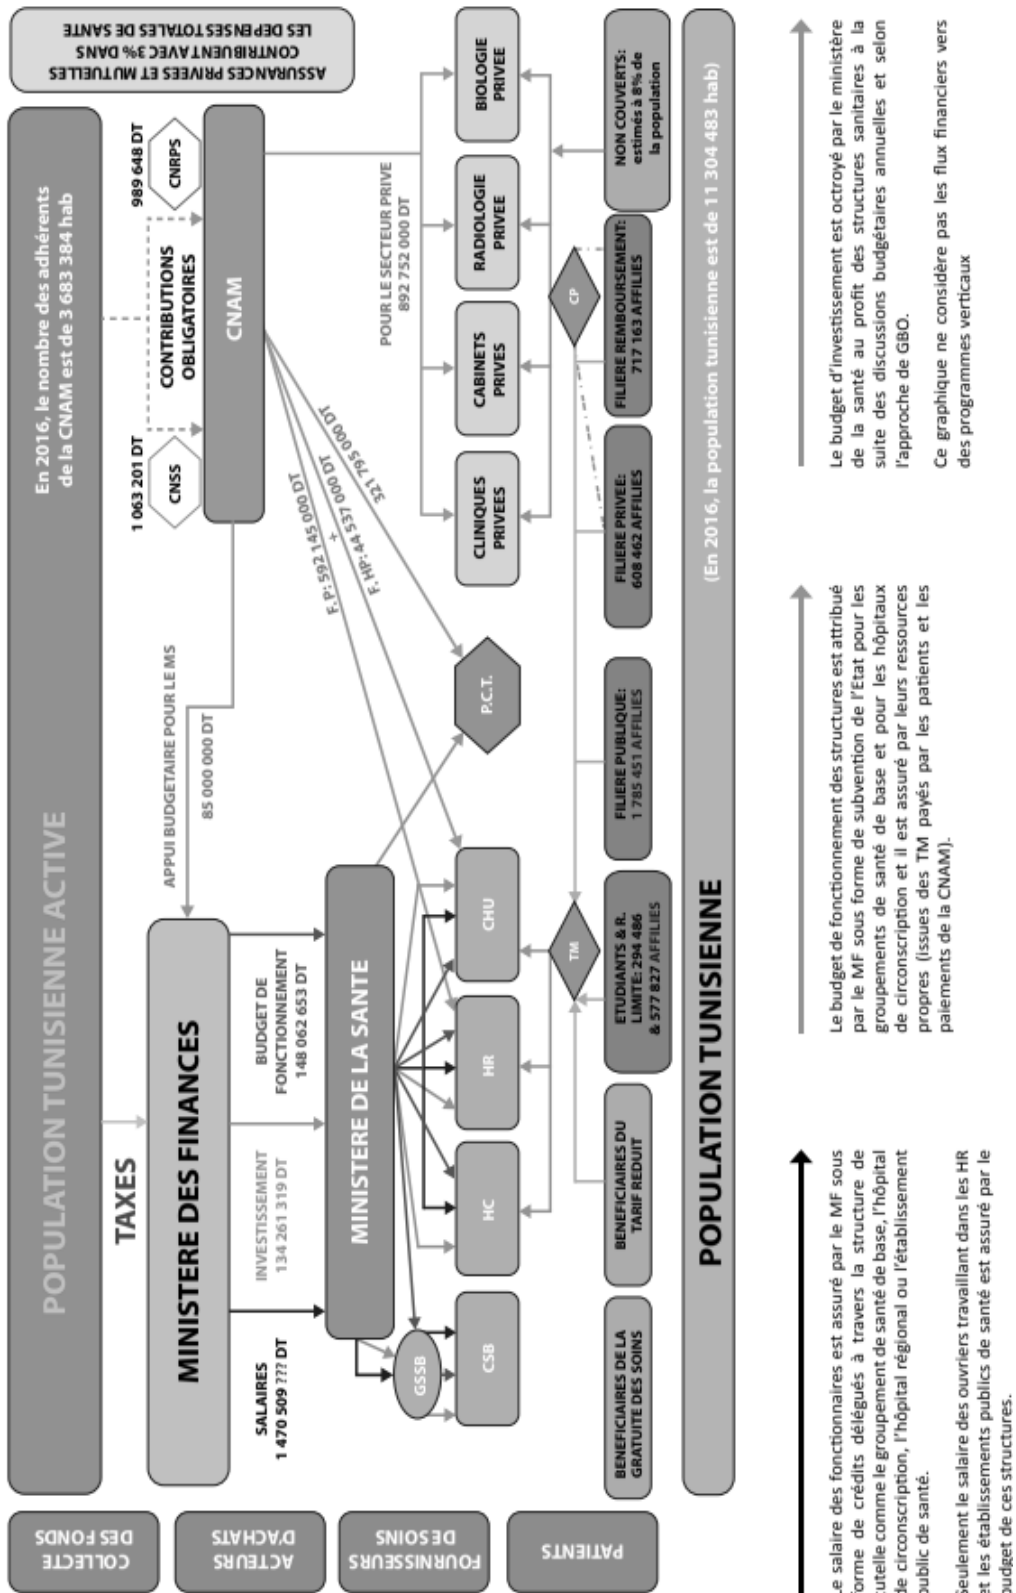 COLLECTE
DES FONDS
POPULATION TUNISIENNE ACTIVE
En 2016, le nombre des adhérents
de la CNAM est de 3 683 384 hab
ASSURANCES PRIVEES ET MUTUELLES
CONTRIBUENT AVEC 3% DANS
LES DEPENSES TOTALES DE SANTE
TAXES
1 063 201 DT
CNSS
CONTRIBUTIONS
OBLIGATOIRES
989 648 DT
CNRPS
ACTEURS
D'ACHATS
MINISTERE DES FINANCES
APPUI BUDGETAIRE POUR LE MS
85 000 000 DT
CNAM
SALAIRES
1 470 509 ??? DT
INVESTISSEMENT
134 261 319 DT
BUDGET DE
FONCTIONNEMENT
148 062 653 DT
F.P: 592 145 000 DT
+
F. HP: 44 537 000 DT
321 795 000 DT
POUR LE SECTEUR PRIVE
892 752 000 DT
FOURNISSEURS
DE SOINS
MINISTERE DE LA SANTE
GSSB
CSB
HC
HR
CHU
P.C.T.
CLINIQUES
PRIVEES
CABINETS
PRIVES
RADIOLOGIE
PRIVEE
BIOLOGIE
PRIVEE
TM
CP
PATIENTS
BENEFICIAIRES DE LA
GRATUITE DES SOINS
BENEFICIAIRES DU
TARIF REDUIT
ETUDIANTS & R.
LIMITE: 294 486
& 577 827 AFFILIES
FILIERE PUBLIQUE:
1 785 451 AFFILIES
FILIERE PRIVEE:
608 462 AFFILIES
FILIERE REMBOURSEMENT:
717 163 AFFILIES
NON COUVERTS:
estimés à 8% de
la population
POPULATION TUNISIENNE
(En 2016, la population tunisienne est de 11 304 483 hab)
e salaire des fonctionnaires est assuré par le MF sous
orme de crédits délégués à travers la structure de
utelle comme le groupement de santé de base, l'hôpital
e circonscription, l'hôpital régional ou l'établissement
public de santé.
eulement le salaire des ouvriers travaillant dans les HR
et les établissements publics de santé est assuré par le
budget de ces structures.
Le budget de fonctionnement des structures est attribué
par le MF sous forme de subvention de l'Etat pour les
groupements de santé de base et pour les hôpitaux
de circonscription et il est assuré par leurs ressources
propres (issues des TM payés par les patients et les
paiements de la CNAM).
Le budget d'investissement est octroyé par le ministère
de la santé au profit des structures sanitaires à la
suite des discussions budgétaires annuelles et selon
l'approche de GBO.
Ce graphique ne considère pas les flux financiers vers
des programmes verticaux